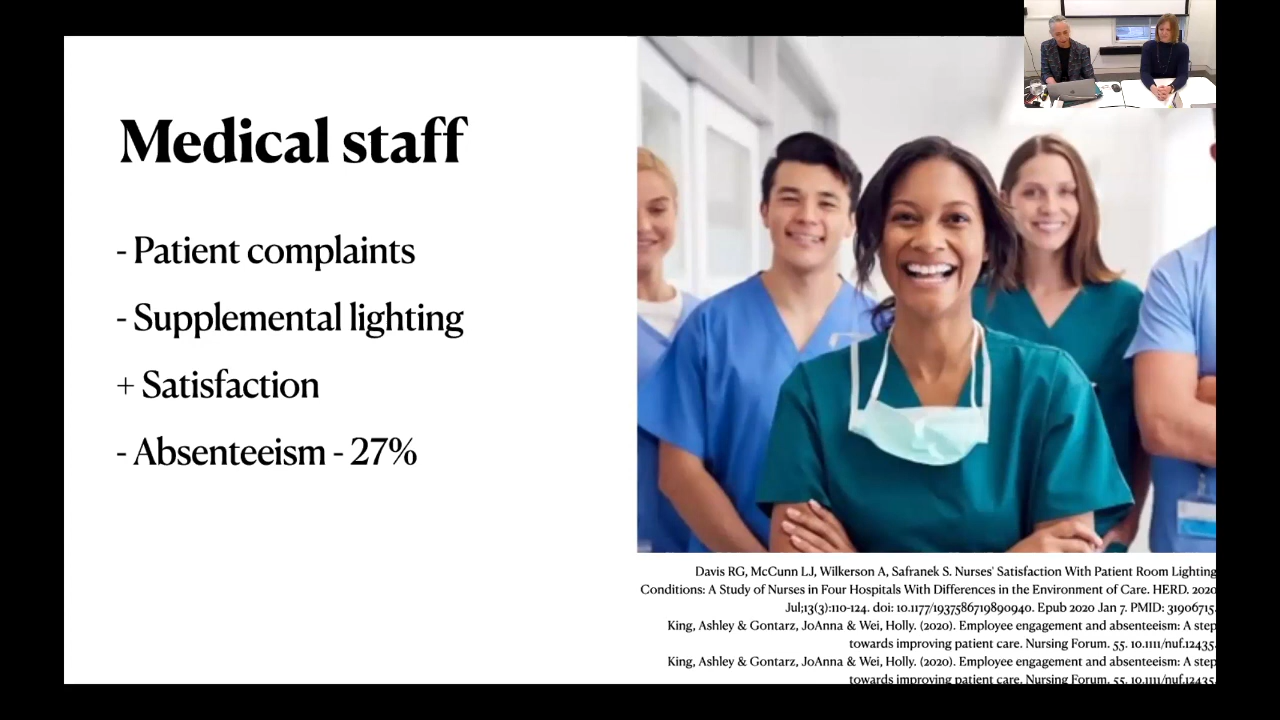 Medical staff
- Patient complaints
- Supplemental lighting
+ Satisfaction
- Absenteeism - 27%
Davis RG, McCunn LJ, Wilkerson A, Safranek S. Nurses' Satisfaction With Patient Room Lighting
Conditions: A Study of Nurses in Four Hospitals With Differences in the Environment of Care. HERD. 2020
Jul;13(3):110-124. doi: 10.1177/1937586719890940. Epub 2020 Jan 7. PMID: 31906715.
King, Ashley & Gontarz, JoAnna & Wei, Holly. (2020). Employee engagement and absenteeism: A step
towards improving patient care. Nursing Forum. 55. 10.1111/nuf.12435.
King, Ashley & Gontarz, JoAnna & Wei, Holly. (2020). Employee engagement and absenteeism: A step
towards improving patient care. Nursing Forum. 55. 10.1111/nuf.12435.